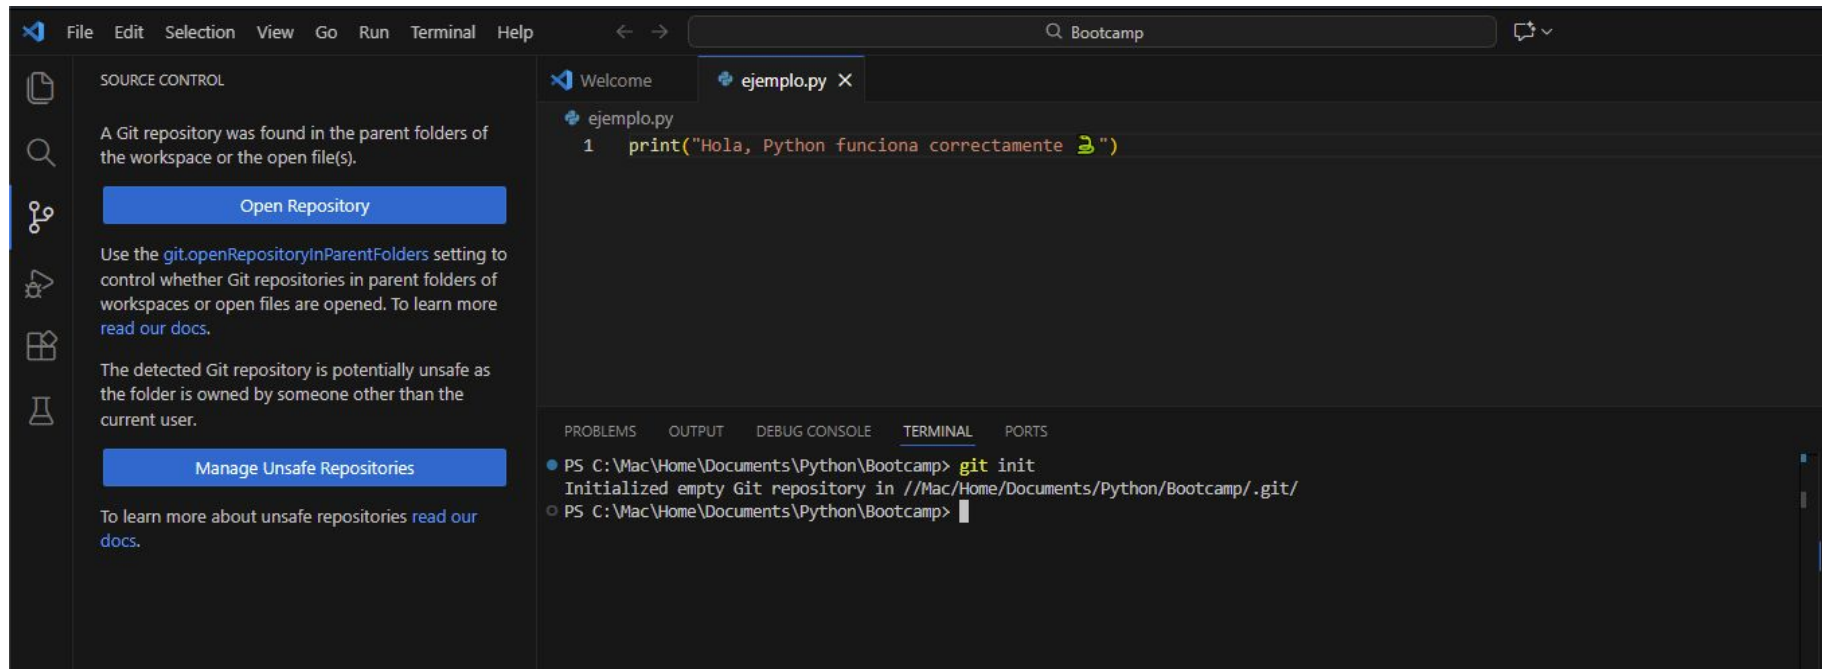 File Edit Selection View Go Run Terminal Help
Bootcamp
SOURCE CONTROL
A Git repository was found in the parent folders of
the workspace or the open file(s).
Open Repository
Use the git.openRepositoryInParentFolders setting to
control whether Git repositories in parent folders of
workspaces or open files are opened. To learn more
read our docs.
The detected Git repository is potentially unsafe as
the folder is owned by someone other than the
current user.
Manage Unsafe Repositories
To learn more about unsafe repositories read our
docs.
Welcome ejemplo.py
ejemplo.py
1 print("Hola, Python funciona correctamente 🐍")
PROBLEMS OUTPUT DEBUG CONSOLE TERMINAL PORTS
PS C:\Mac\Home\Documents\Python\Bootcamp> git init
Initialized empty Git repository in //Mac/Home/Documents/Python/Bootcamp/.git/
PS C:\Mac\Home\Documents\Python\Bootcamp>